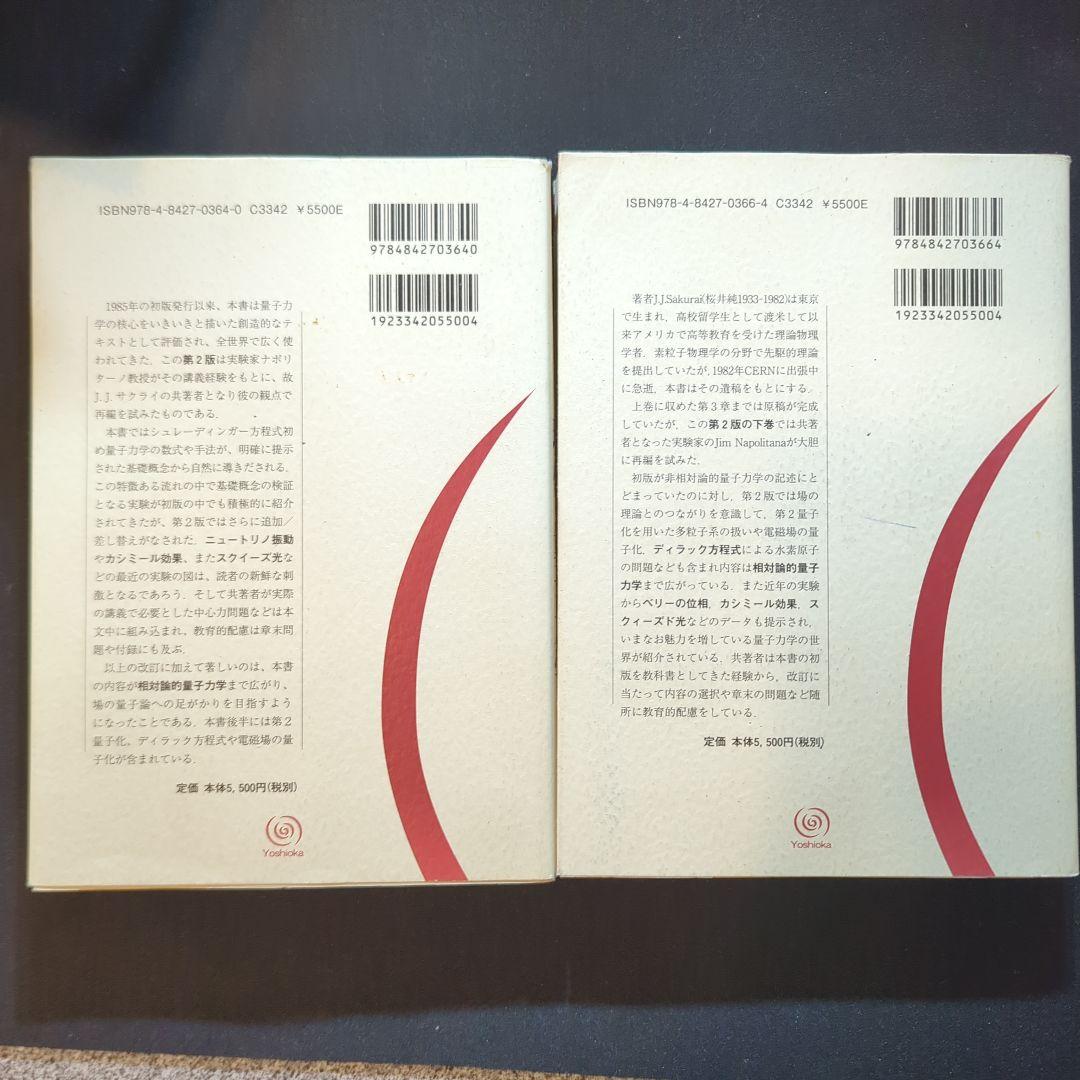 ISBN978-4-8427-0364-0 C3342 ¥5500E
9784842703640
1923342055004
1985年の初版発行以来、本書は量子力
学の核心をいきいきと描いた創造的なテ
キストとして評価され、全世界で広く使
われてきた．この第2版は実験家ナポリ
ターノ教授がその講義経験をもとに、故
J.J.サクライの共著者となり彼の観点で
再編を試みたものである．
本書ではシュレーディンガー方程式初
め量子力学の数式や手法が、明確に提示
された基礎概念から自然に導きだされる．
この特徴ある流れの中で基礎概念の検証
となる実験が初版の中でも積極的に紹介
されてきたが、第2版ではさらに追加／
差し替えがなされた．ニュートリノ振動
やカシミール効果、またスクイーズ光な
どの最近の実験の図は、読者の新鮮な刺
激となるであろう．そして共著者が実際
の講義で必要とした中心力問題などは本
文中に組み込まれ、教育的配慮は章末問
題や付録にも及ぶ．
以上の改訂に加えて著しいのは、本書
の内容が相対論的量子力学まで広がり、
場の量子論への足がかりを目指すよう
になったことである．本書後半には第2
量子化、ディラック方程式や電磁場の量
子化が含まれている．
定価 本体5,500円(税別)
Yoshioka
ISBN978-4-8427-0366-4 C3342 ¥5500E
9784842703664
1923342055004
著者J.J.Sakurai(桜井純1933-1982)は東京
で生まれ，高校留学生として渡米して以
来アメリカで高等教育を受けた理論物理
学者．素粒子物理学の分野で先駆的理論
を提出していたが,1982年CERNに出張中
に急逝．本書はその遺稿をもとにする．
上巻に収めた第3章までは原稿が完成
していたが，この第2版の下巻では共著
者となった実験家のJim Napolitanaが大胆
に再編を試みた．
初版が非相対論的量子力学の記述にと
どまっていたのに対し，第2版では場の
理論とのつながりを意識して，第2量子
化を用いた多粒子系の扱いや電磁場の量
子化，ディラック方程式による水素原子
の問題なども含まれ内容は相対論的量子
力学まで広がっている．また近年の実験
からベリーの位相，カシミール効果，ス
クィーズド光などのデータも提示され，
いまなお魅力を増している量子力学の世
界が紹介されている．共著者は本書の初
版を教科書としてきた経験から，改訂に
当たって内容の選択や章末の問題など随
所に教育的配慮をしている．
定価 本体5,500円(税別)
Yoshioka